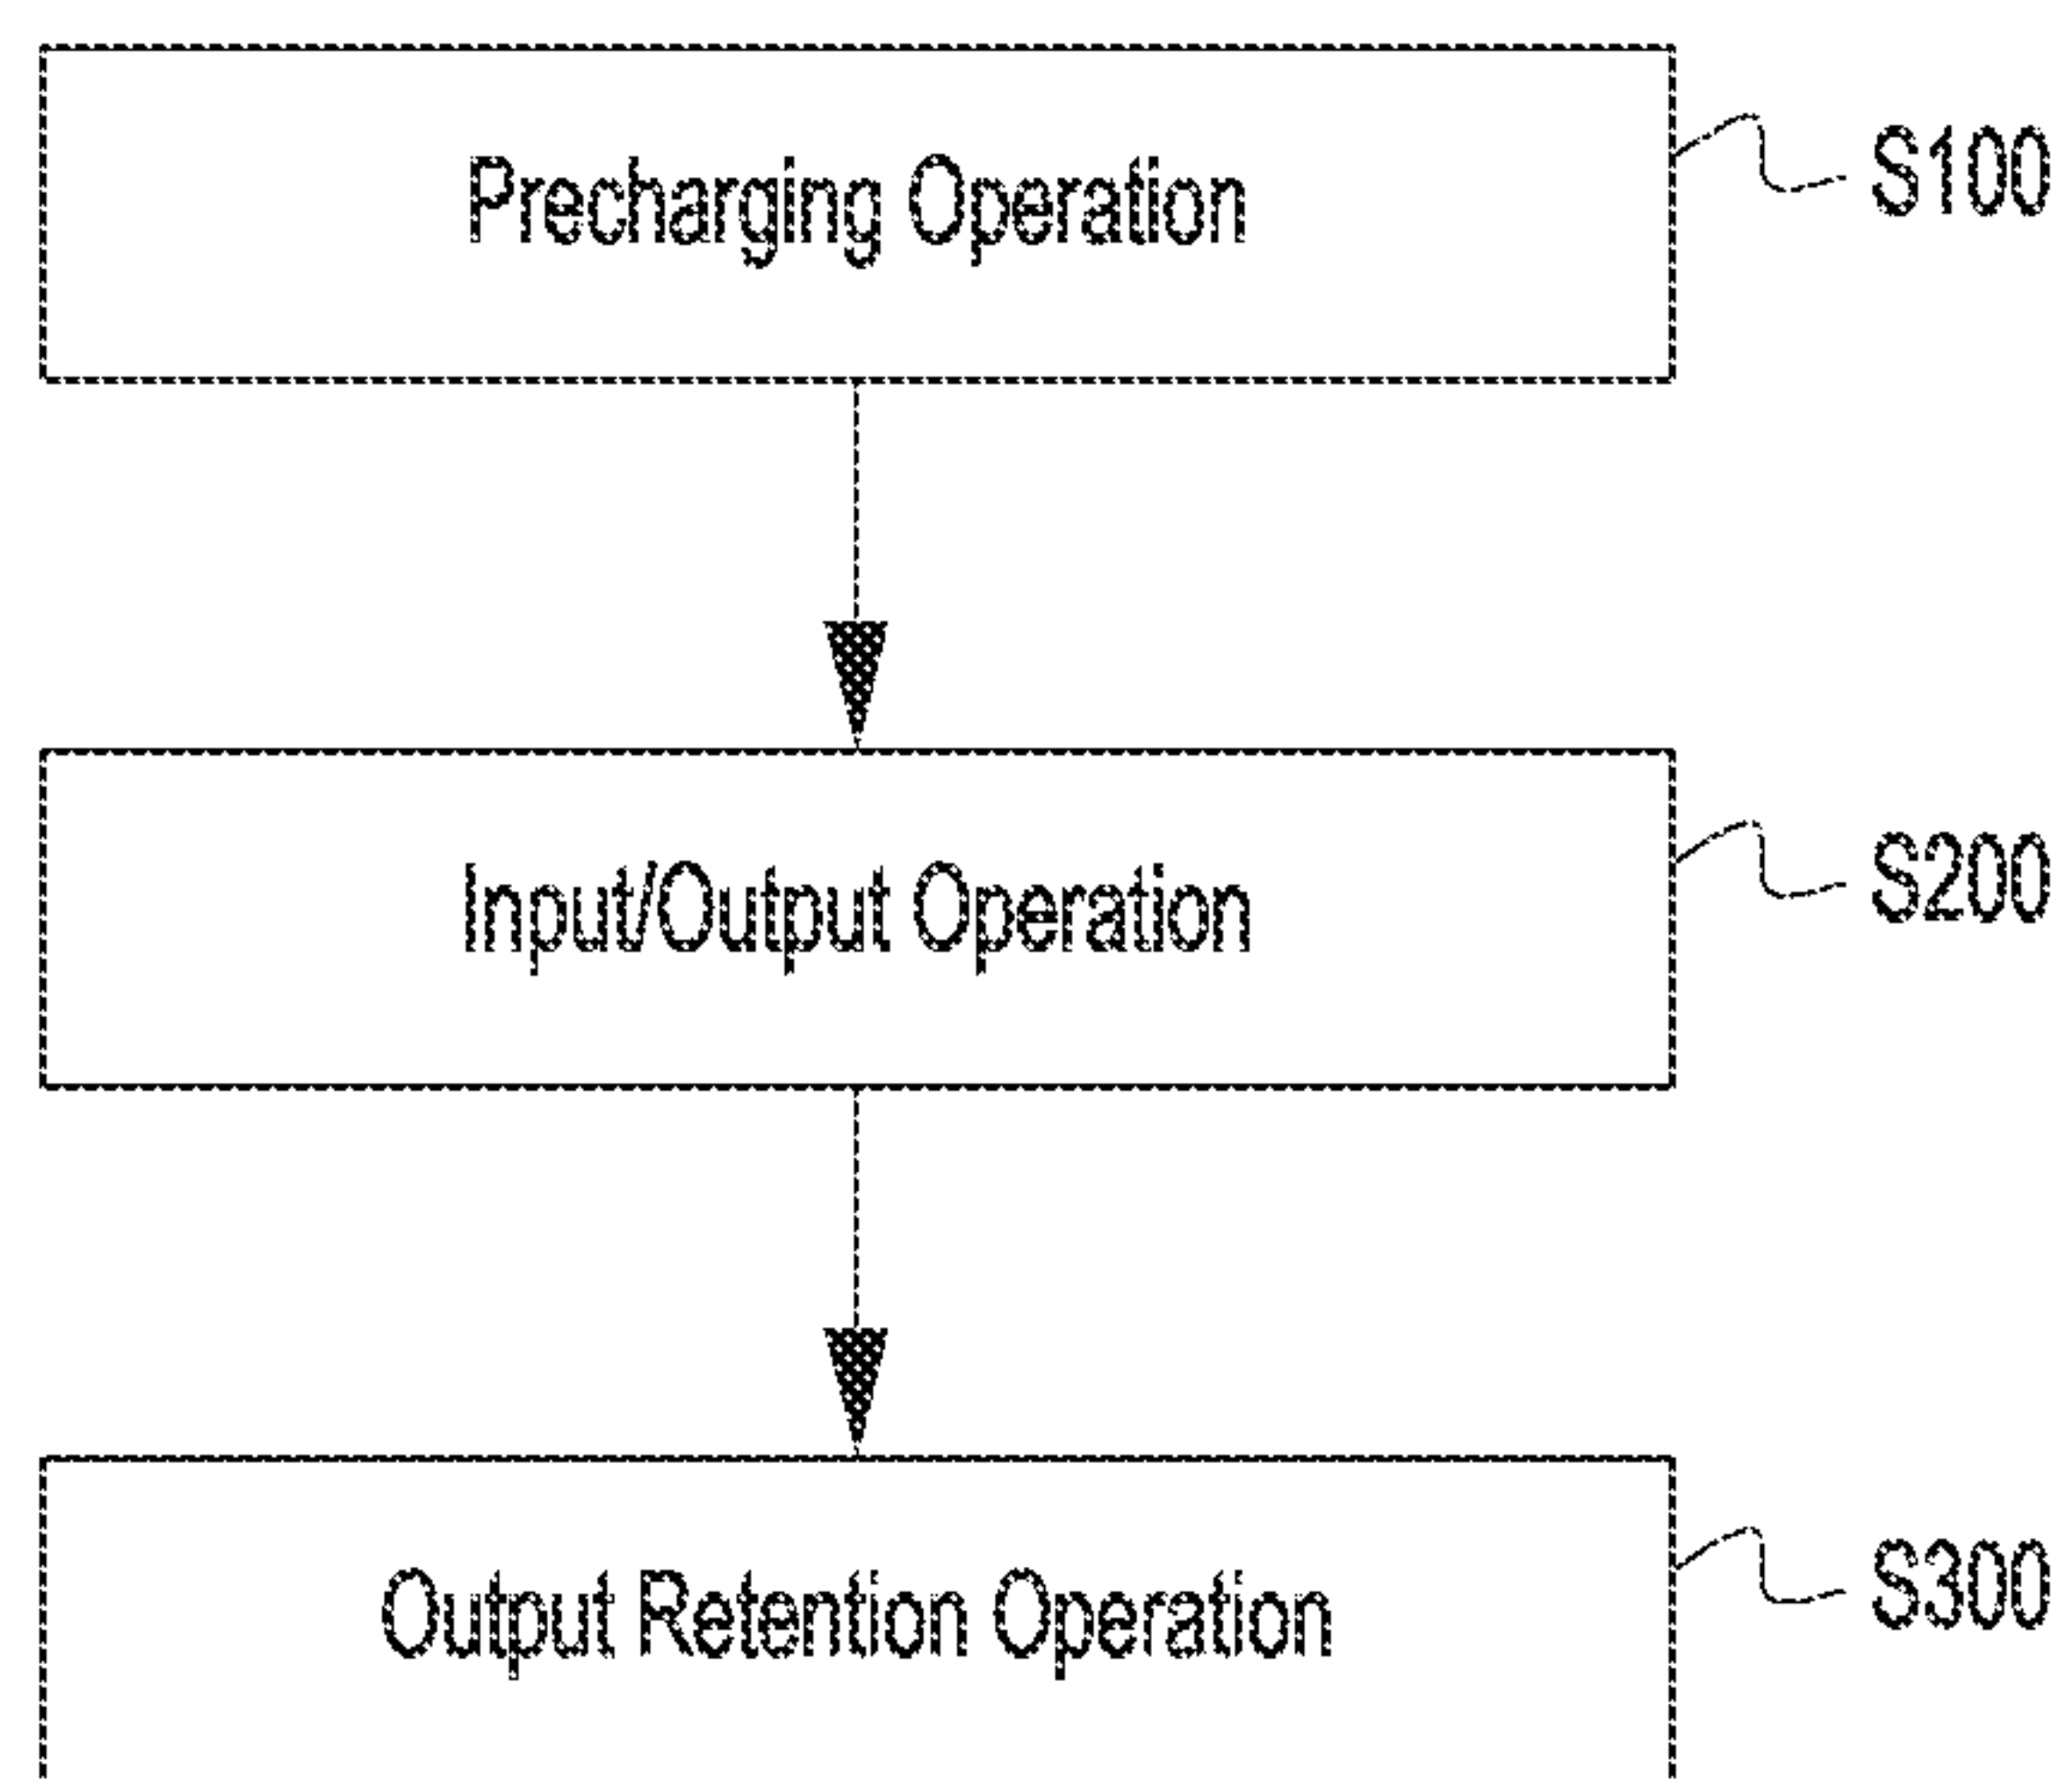 Precharging Operation
S100
Input/Output Operation
S200
Output Retention Operation
S300